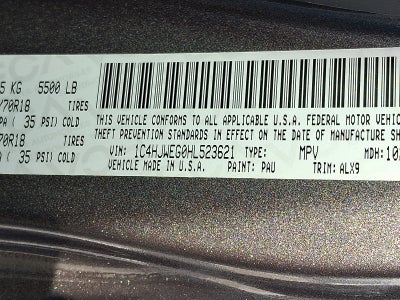 5 KG 5500 LB
/70R18 TIRES
PA ( 35 PSI) COLD
/70R18 TIRES
PA ( 35 PSI) COLD
THIS VEHICLE CONFORMS TO ALL APPLICABLE U.S.A. FEDERAL MOTOR VEHICLE
THEFT PREVENTION STANDARDS IN EFFECT ON THE DATE OF MANUFACTURE SH
VIN: 1C4HJWEG0HL523621 TYPE: MPV MDH: 10
VEHICLE MADE IN U.S.A. PAINT: PAU TRIM: ALX9